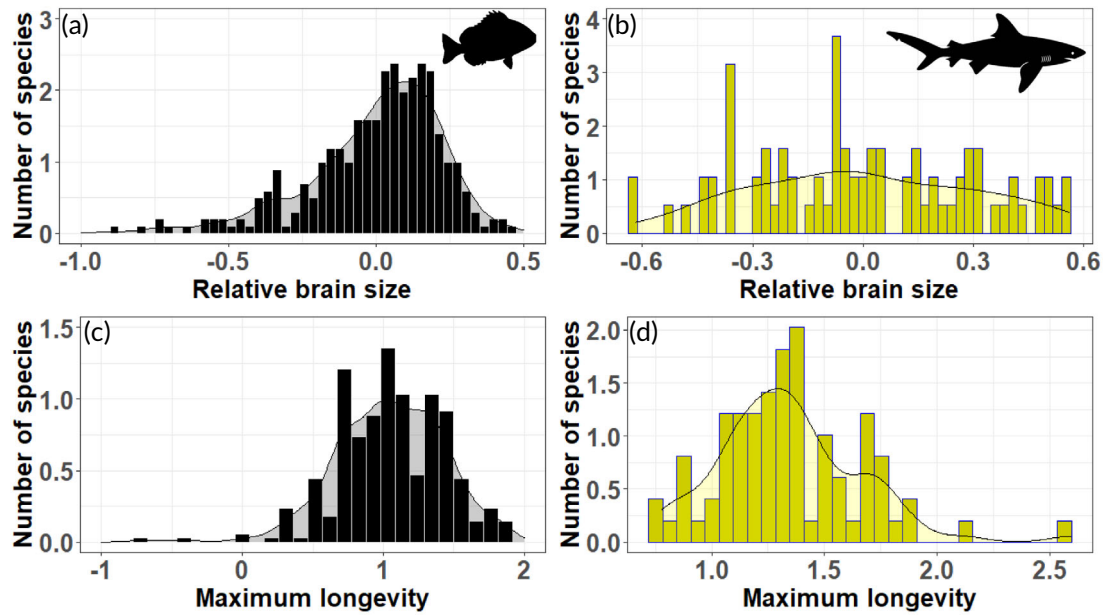 (a)
Number of species
3
2
1
0
-1.0 -0.5 0.0 0.5
Relative brain size
(b)
Number of species
4
3
2
1
0
-0.6 -0.3 0.0 0.3 0.6
Relative brain size
(c)
Number of species
1.5
1.0
0.5
0.0
-1 0 1 2
Maximum longevity
(d)
Number of species
2.0
1.5
1.0
0.5
0.0
1.0 1.5 2.0 2.5
Maximum longevity